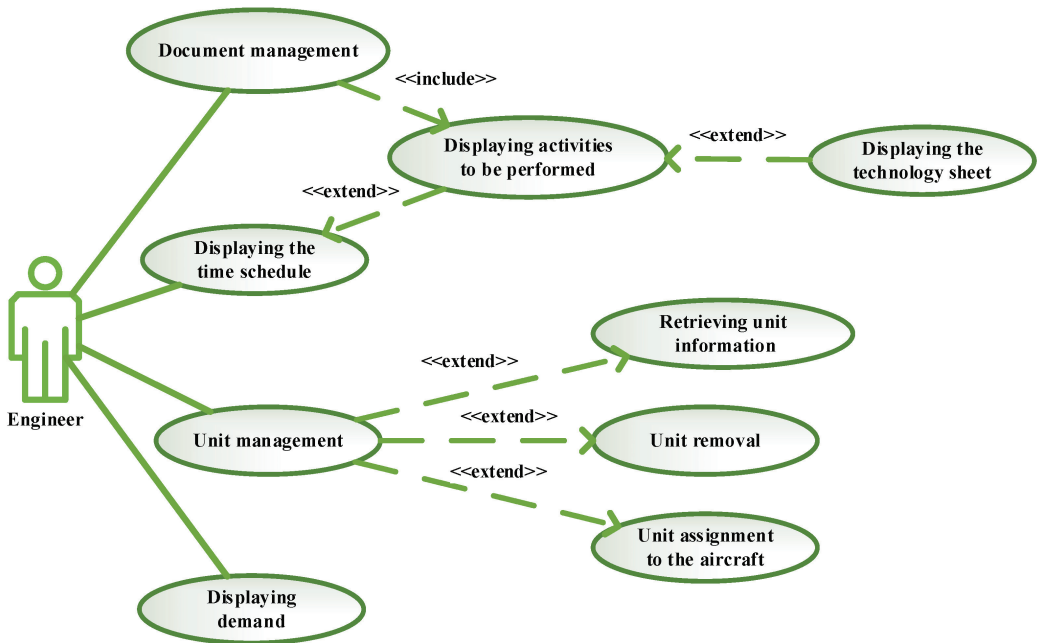 Document management
<<include>>
Displaying activities
to be performed
<<extend>>
Displaying the
technology sheet
<<extend>>
Displaying the
time schedule
Engineer
Retrieving unit
information
<<extend>>
Unit management
<<extend>>
Unit removal
<<extend>>
Unit assignment
to the aircraft
Displaying
demand